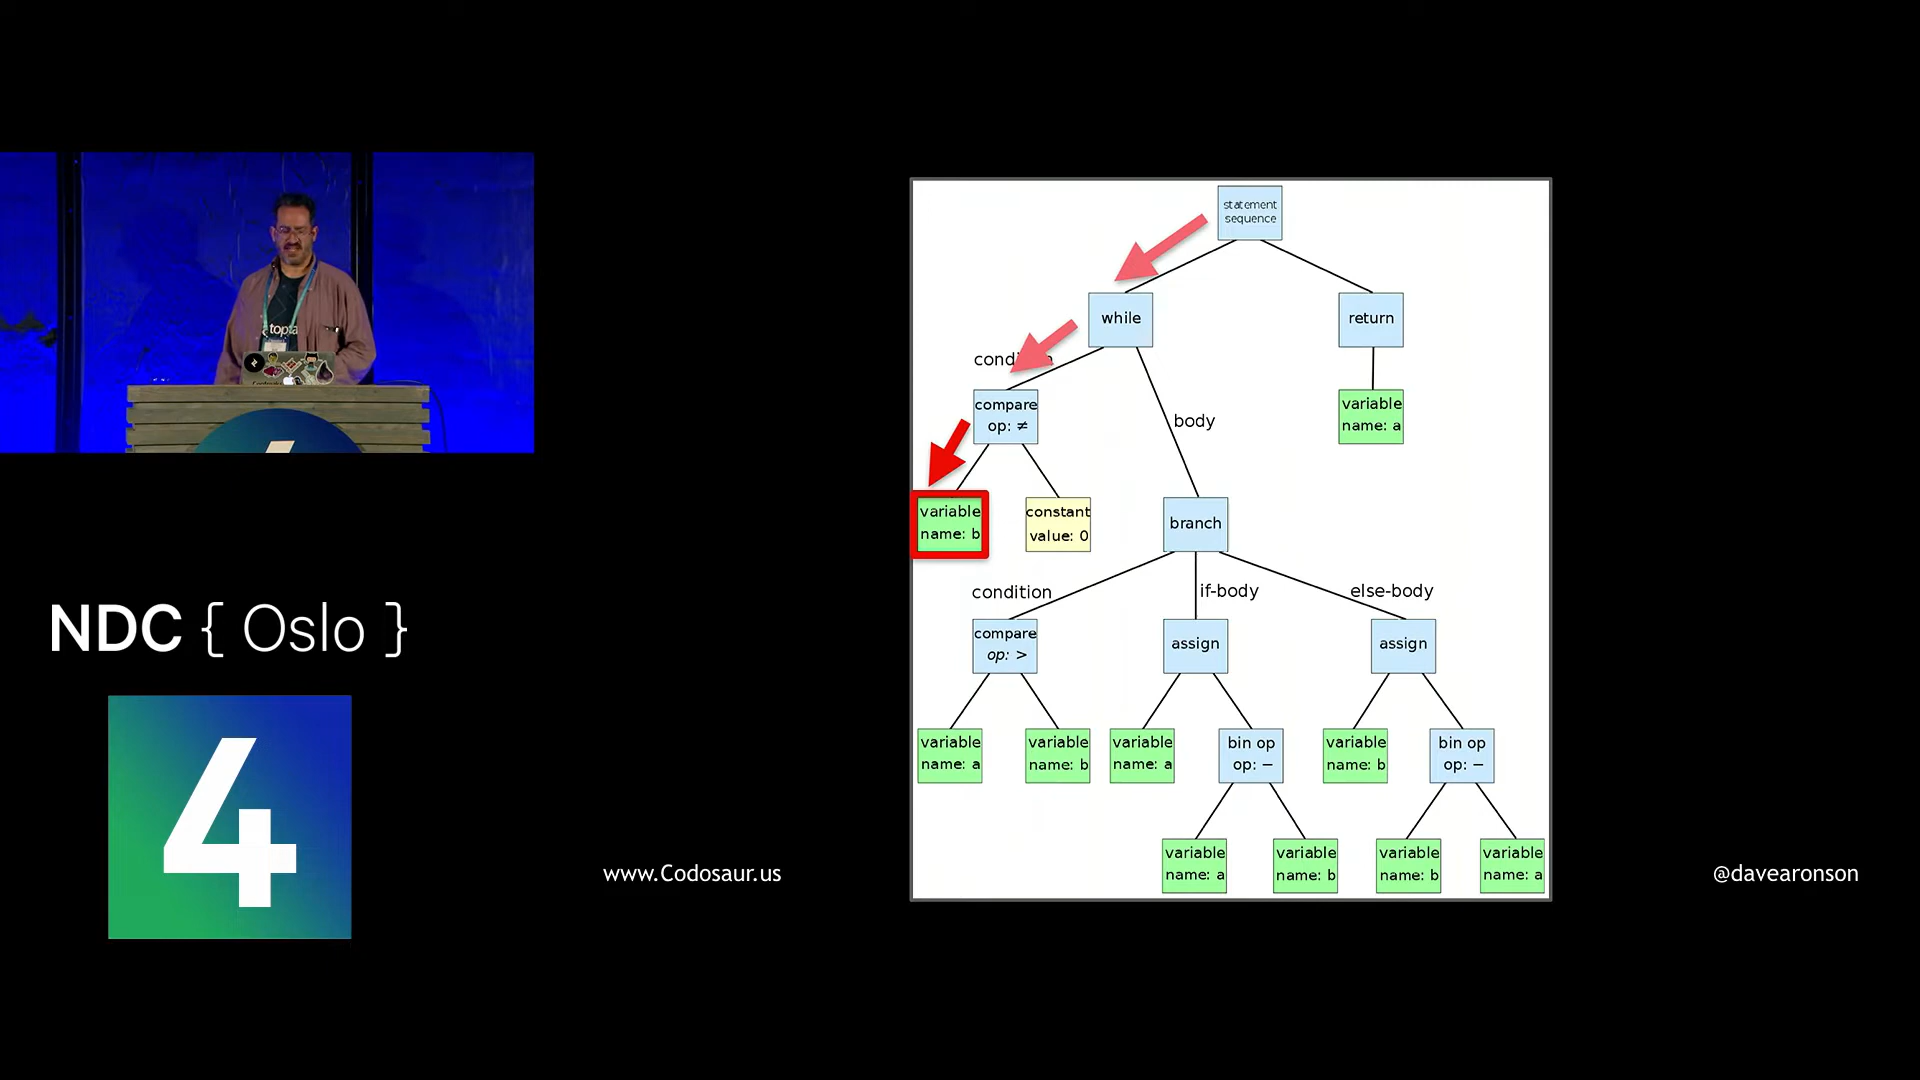 statement
sequence
while
return
condition
compare
op: ≠
variable
name: a
body
variable
name: b
constant
value: 0
branch
condition
if-body
else-body
compare
op: >
assign
assign
variable
name: a
variable
name: b
variable
name: a
bin op
op: −
variable
name: b
bin op
op: −
variable
name: a
variable
name: b
variable
name: b
variable
name: a
NDC { Oslo }
4
www.Codosaur.us
@davearonson